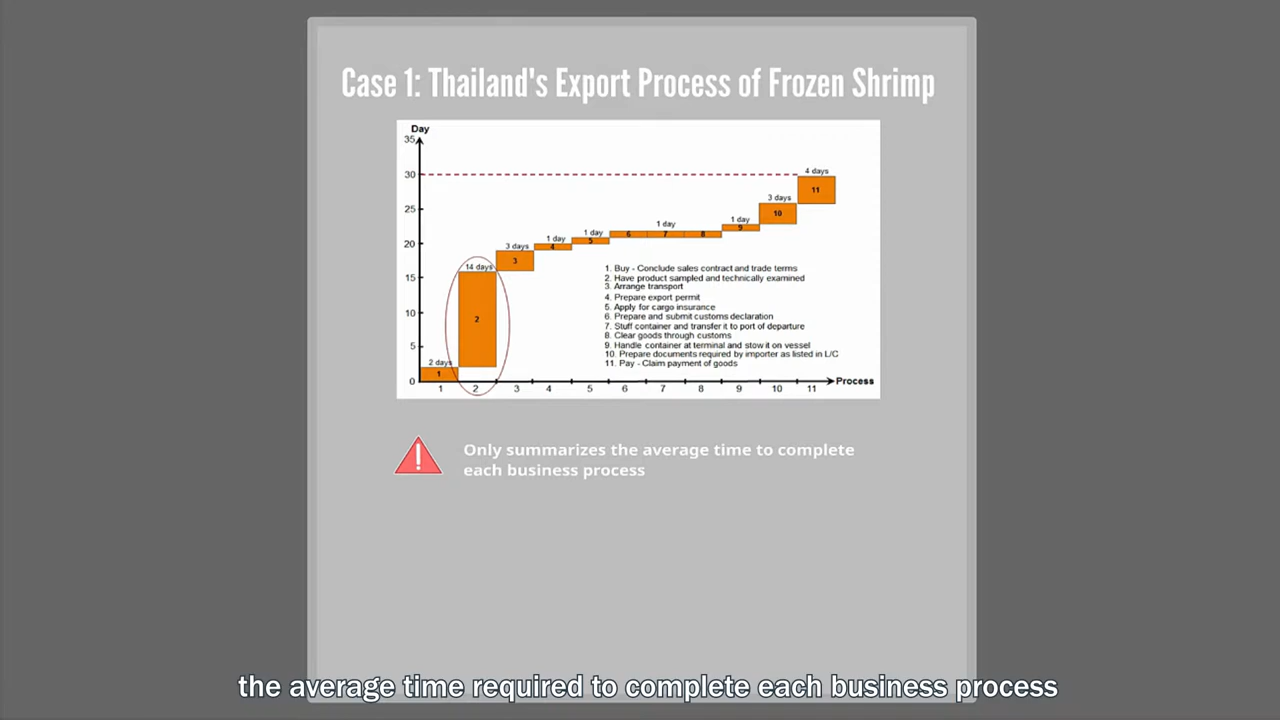 Case 1: Thailand's Export Process of Frozen Shrimp
Day
35
30
25
20
15
10
5
0
2 days
14 days
3 days
1 day
1 day
1 day
1 day
3 days
4 days
1
2
3
4
5
6
7
8
9
10
11
1. Buy - Conclude sales contract and trade terms
2. Have product sampled and technically examined
3. Arrange transport
4. Prepare export permit
5. Apply for cargo insurance
6. Prepare and submit customs declaration
7. Stuff container and transfer it to port of departure
8. Clear goods through customs
9. Handle container at terminal and stow it on vessel
10. Prepare documents required by importer as listed in L/C
11. Pay - Claim payment of goods
1 2 3 4 5 6 7 8 9 10 11
Process
!
Only summarizes the average time to complete
each business process
the average time required to complete each business process